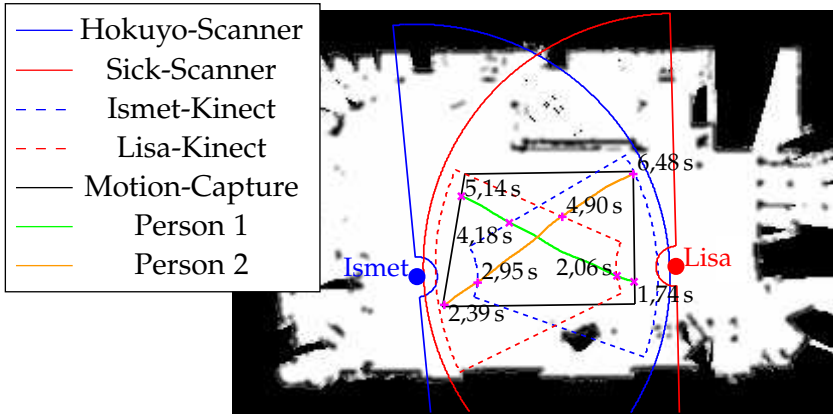 Hokuyo-Scanner
Sick-Scanner
Ismet-Kinect
Lisa-Kinect
Motion-Capture
Person 1
Person 2
6,48 s
5,14 s
4,90 s
4,18 s
Ismet
2,95 s
2,06 s
Lisa
1,74 s
2,39 s